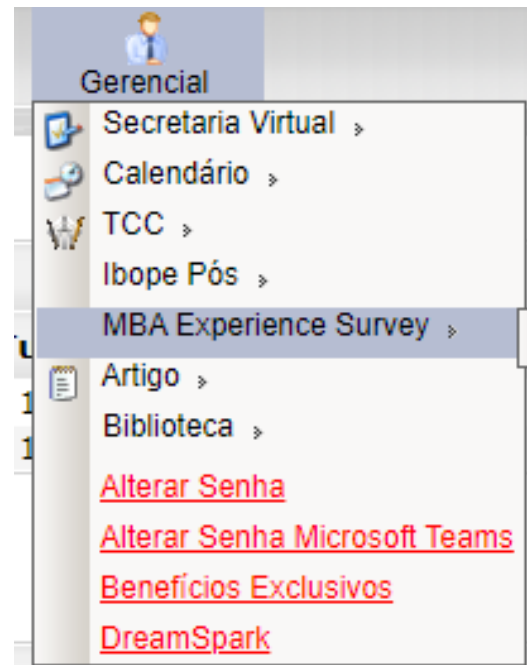 Gerencial
Secretaria Virtual
Calendário
TCC
Ibope Pós
MBA Experience Survey
Artigo
Biblioteca
Alterar Senha
Alterar Senha Microsoft Teams
Benefícios Exclusivos
DreamSpark